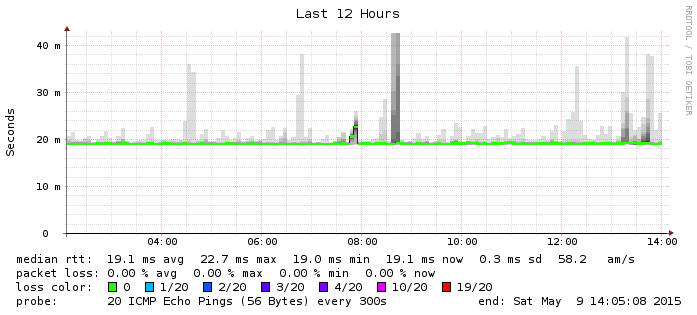 Last 12 Hours
RRDTOOL / TOBI OETIKER
Seconds
40 m
30 m
20 m
10 m
0
04:00 06:00 08:00 10:00 12:00 14:00
median rtt: 19.1 ms avg 22.7 ms max 19.0 ms min 19.1 ms now 0.3 ms sd 58.2 am/s
packet loss: 0.00 % avg 0.00 % max 0.00 % min 0.00 % now
loss color: 0 1/20 2/20 3/20 4/20 10/20 19/20
probe: 20 ICMP Echo Pings (56 Bytes) every 300s end: Sat May 9 14:05:08 2015